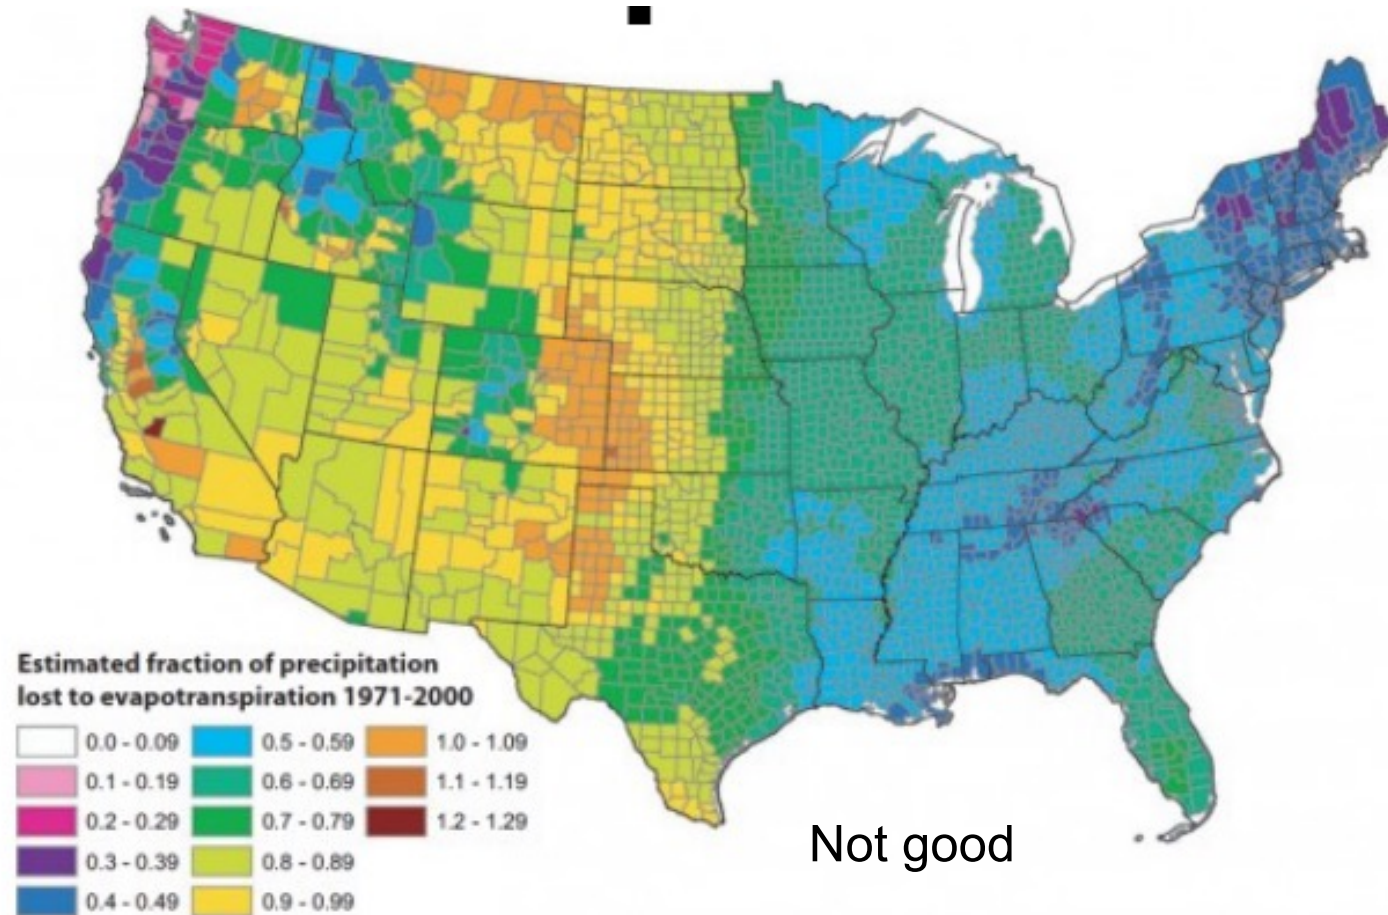 Estimated fraction of precipitation
lost to evapotranspiration 1971-2000
0.0 - 0.09
0.5 - 0.59
1.0 - 1.09
0.1 - 0.19
0.6 - 0.69
1.1 - 1.19
0.2 - 0.29
0.7 - 0.79
1.2 - 1.29
0.3 - 0.39
0.8 - 0.89
0.4 - 0.49
0.9 - 0.99
Not good